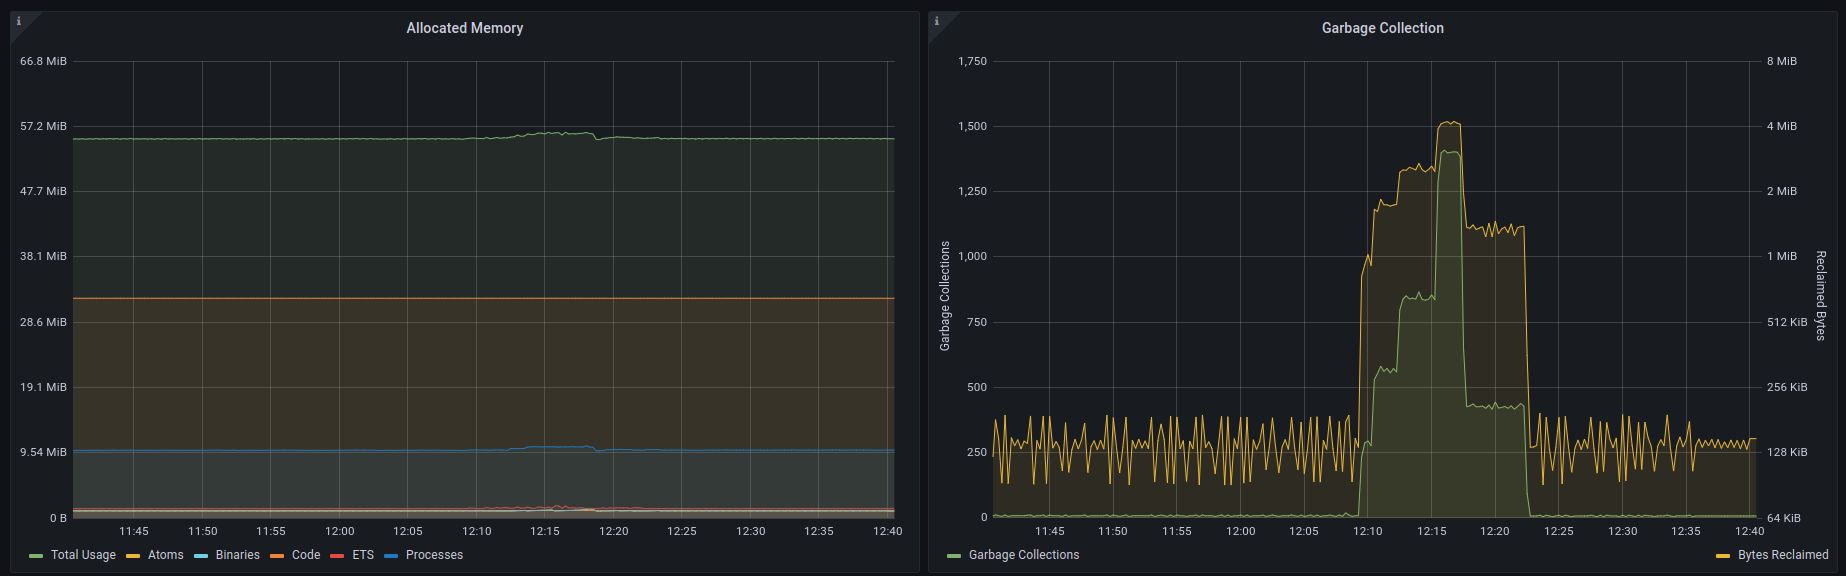 i
Allocated Memory
66.8 MiB
57.2 MiB
47.7 MiB
38.1 MiB
28.6 MiB
19.1 MiB
9.54 MiB
0 B
11:45 11:50 11:55 12:00 12:05 12:10 12:15 12:20 12:25 12:30 12:35 12:40
Total Usage Atoms Binaries Code ETS Processes
i
Garbage Collection
Garbage Collections
1,750
1,500
1,250
1,000
750
500
250
0
8 MiB
4 MiB
2 MiB
1 MiB
512 KiB
256 KiB
128 KiB
64 KiB
Reclaimed Bytes
11:45 11:50 11:55 12:00 12:05 12:10 12:15 12:20 12:25 12:30 12:35 12:40
Garbage Collections Bytes Reclaimed